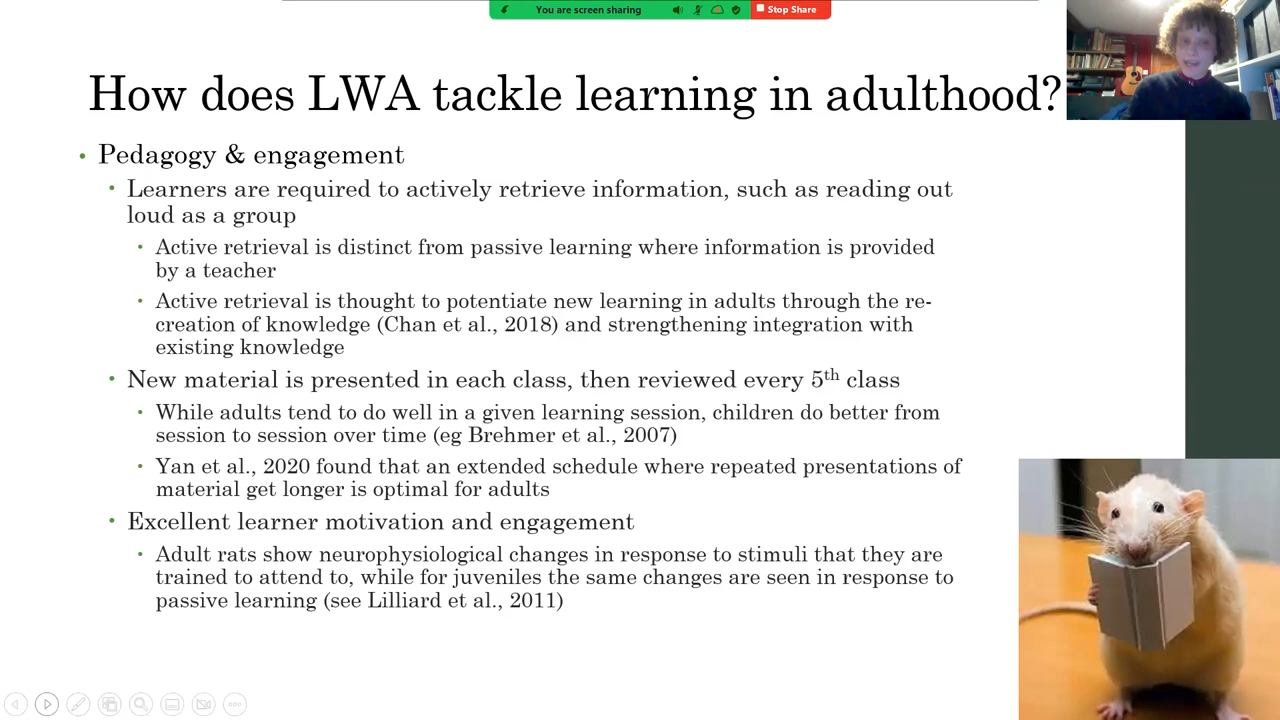 You are screen sharing
Stop Share
How does LWA tackle learning in adulthood?
• Pedagogy & engagement
• Learners are required to actively retrieve information, such as reading out
loud as a group
• Active retrieval is distinct from passive learning where information is provided
by a teacher
• Active retrieval is thought to potentiate new learning in adults through the re-
creation of knowledge (Chan et al., 2018) and strengthening integration with
existing knowledge
• New material is presented in each class, then reviewed every 5th class
• While adults tend to do well in a given learning session, children do better from
session to session over time (eg Brehmer et al., 2007)
• Yan et al., 2020 found that an extended schedule where repeated presentations of
material get longer is optimal for adults
• Excellent learner motivation and engagement
• Adult rats show neurophysiological changes in response to stimuli that they are
trained to attend to, while for juveniles the same changes are seen in response to
passive learning (see Lilliard et al., 2011)